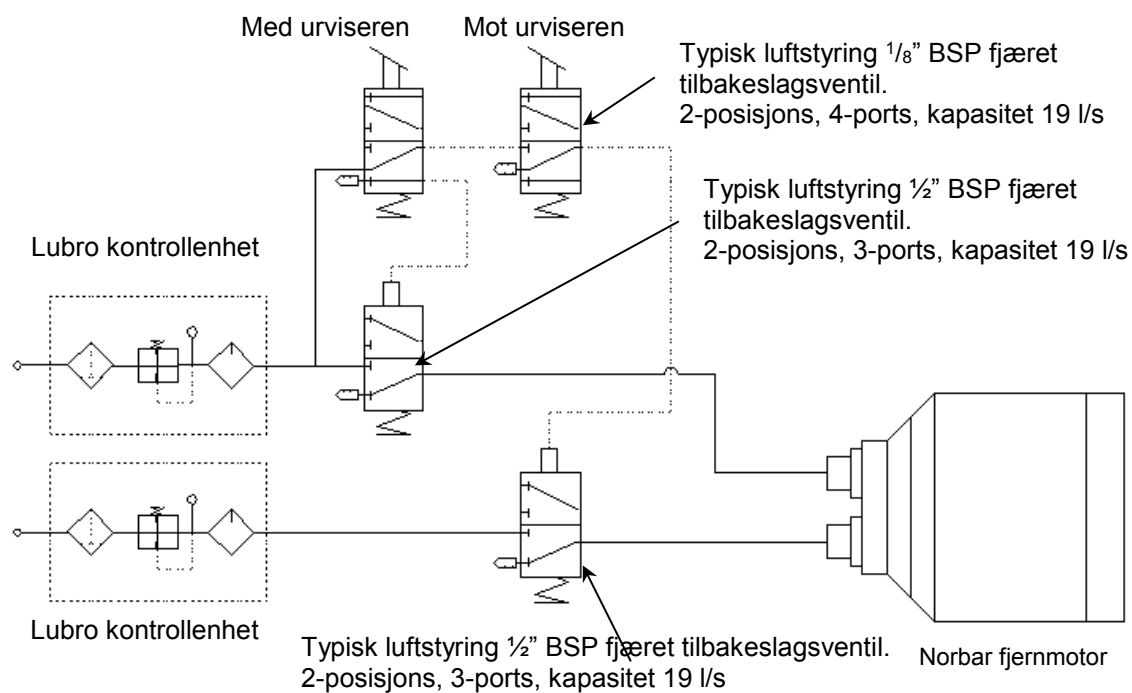 Med urviseren
Mot urviseren
Typisk luftstyring ¹/₈” BSP fjæret
tilbakeslagsventil.
2-posisjons, 4-ports, kapasitet 19 l/s
Typisk luftstyring ½” BSP fjæret
tilbakeslagsventil.
2-posisjons, 3-ports, kapasitet 19 l/s
Lubro kontrollenhet
Lubro kontrollenhet
Typisk luftstyring ½” BSP fjæret tilbakeslagsventil.
2-posisjons, 3-ports, kapasitet 19 l/s
Norbar fjernmotor